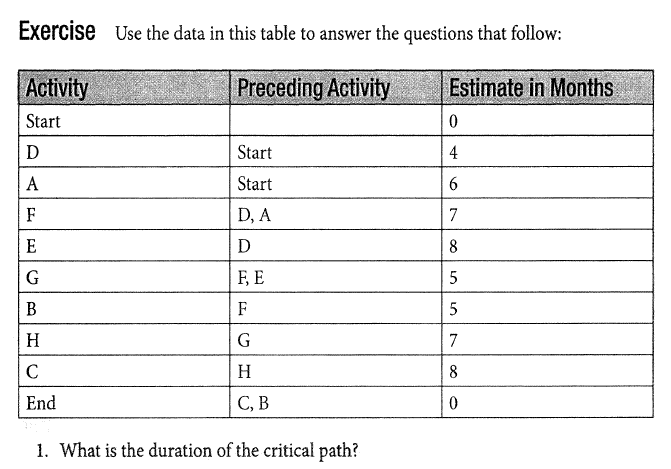 Exercise Use the data in this table to answer the questions that follow:
Activity Preceding Activity Estimate in Months
Start 0
D Start 4
A Start 6
F D, A 7
E D 8
G F, E 5
B F 5
H G 7
C H 8
End C, B 0
1. What is the duration of the critical path?